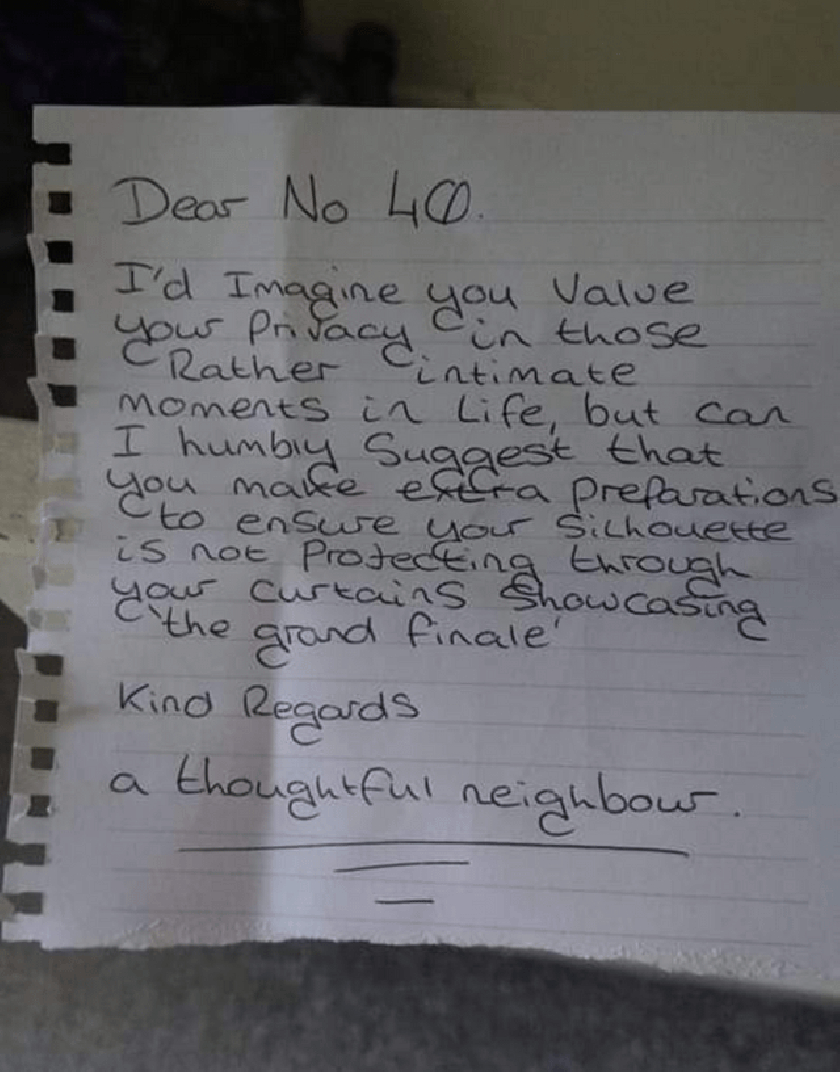 Dear No 40.
I'd Imagine you Value
your Privacy in those
Rather intimate
moments in Life, but can
I humbly Suggest that
you make extra preparations
to ensure your Silhouette
is not Projecting through
your curtains Showcasing
'the grand finale'
Kind Regards
a thoughtful neighbour.